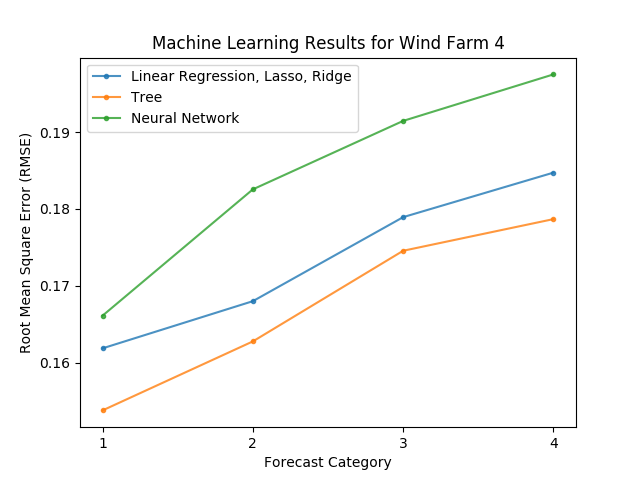 Machine Learning Results for Wind Farm 4
Linear Regression, Lasso, Ridge
Tree
Neural Network
Root Mean Square Error (RMSE)
0.19
0.18
0.17
0.16
1 2 3 4
Forecast Category